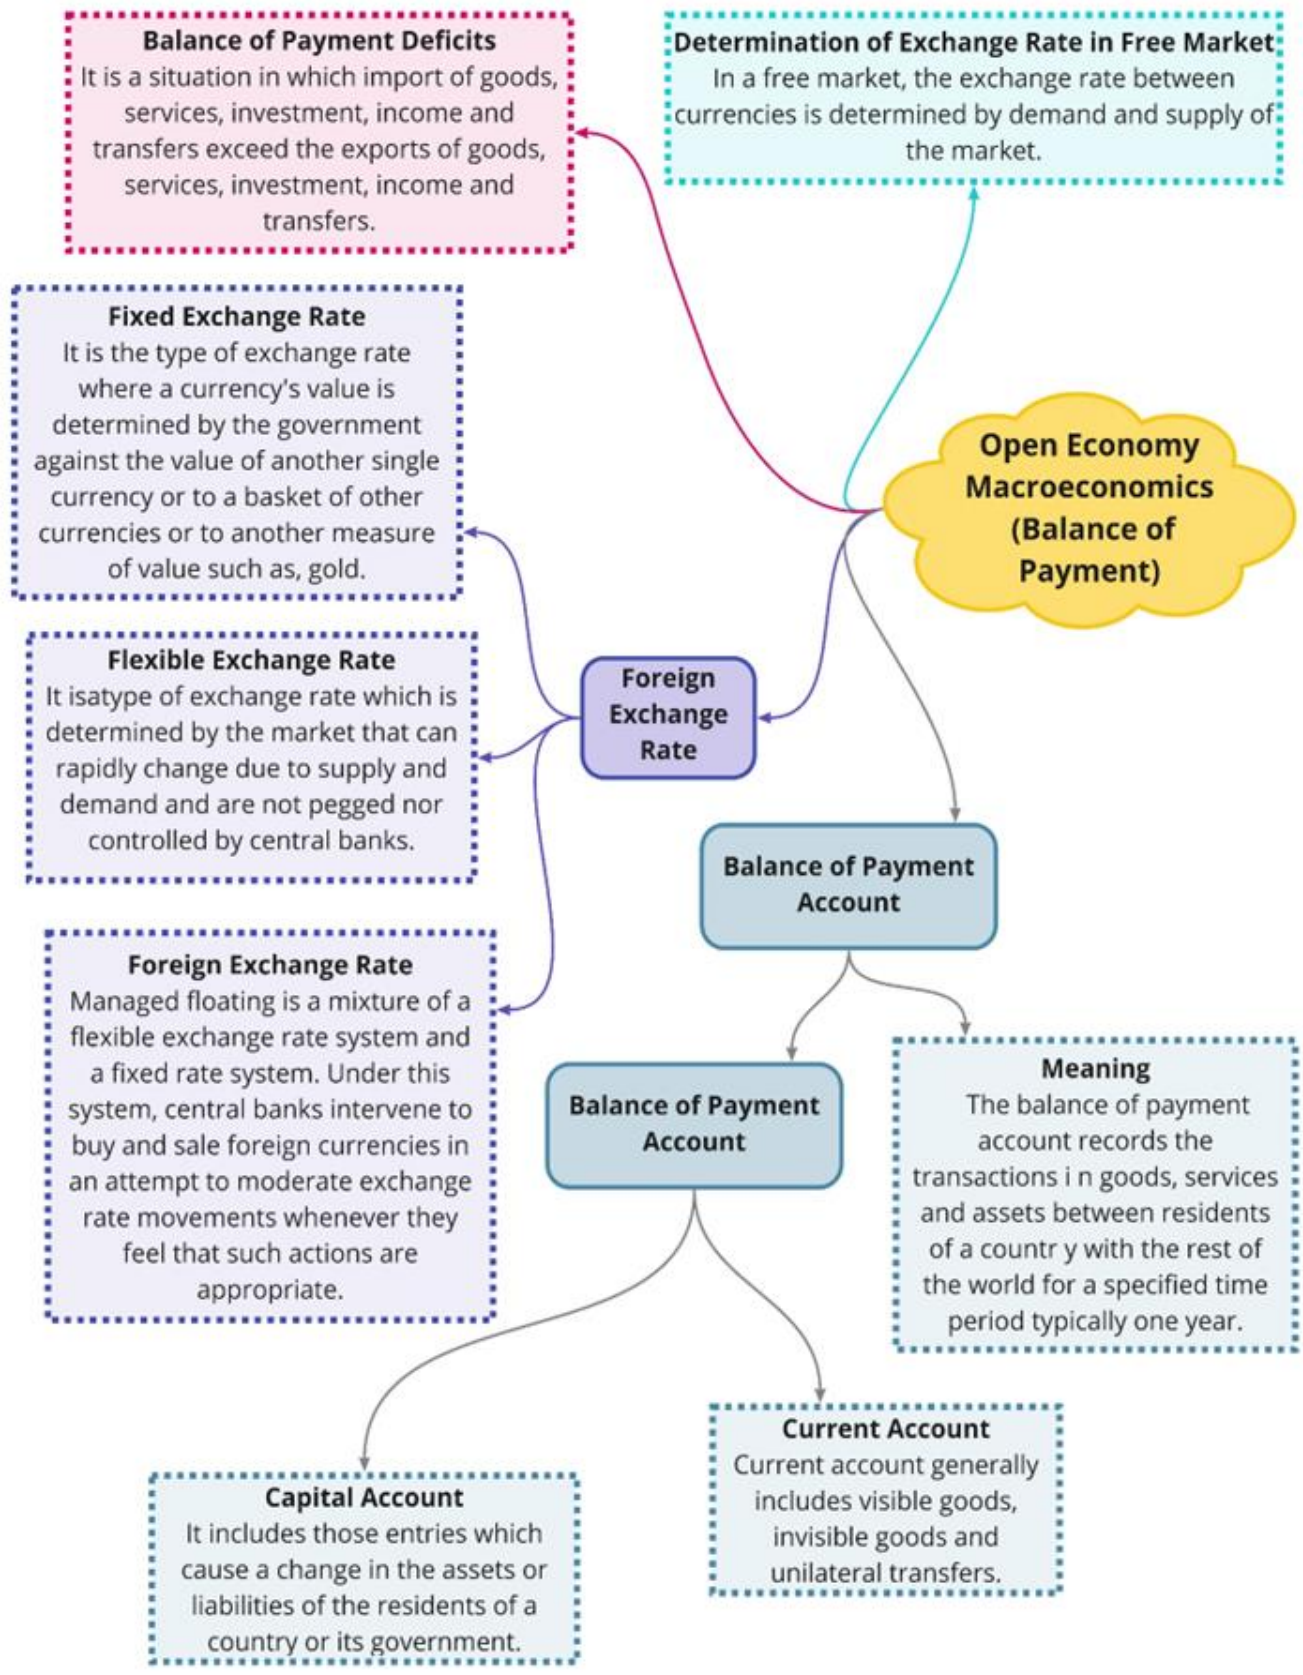 Balance of Payment Deficits
It is a situation in which import of goods,
services, investment, income and
transfers exceed the exports of goods,
services, investment, income and
transfers.
Determination of Exchange Rate in Free Market
In a free market, the exchange rate between
currencies is determined by demand and supply of
the market.
Fixed Exchange Rate
It is the type of exchange rate
where a currency's value is
determined by the government
against the value of another single
currency or to a basket of other
currencies or to another measure
of value such as, gold.
Open Economy
Macroeconomics
(Balance of
Payment)
Flexible Exchange Rate
It isatype of exchange rate which is
determined by the market that can
rapidly change due to supply and
demand and are not pegged nor
controlled by central banks.
Foreign
Exchange
Rate
Balance of Payment
Account
Foreign Exchange Rate
Managed floating is a mixture of a
flexible exchange rate system and
a fixed rate system. Under this
system, central banks intervene to
buy and sale foreign currencies in
an attempt to moderate exchange
rate movements whenever they
feel that such actions are
appropriate.
Balance of Payment
Account
Meaning
The balance of payment
account records the
transactions i n goods, services
and assets between residents
of a countr y with the rest of
the world for a specified time
period typically one year.
Capital Account
It includes those entries which
cause a change in the assets or
liabilities of the residents of a
country or its government.
Current Account
Current account generally
includes visible goods,
invisible goods and
unilateral transfers.